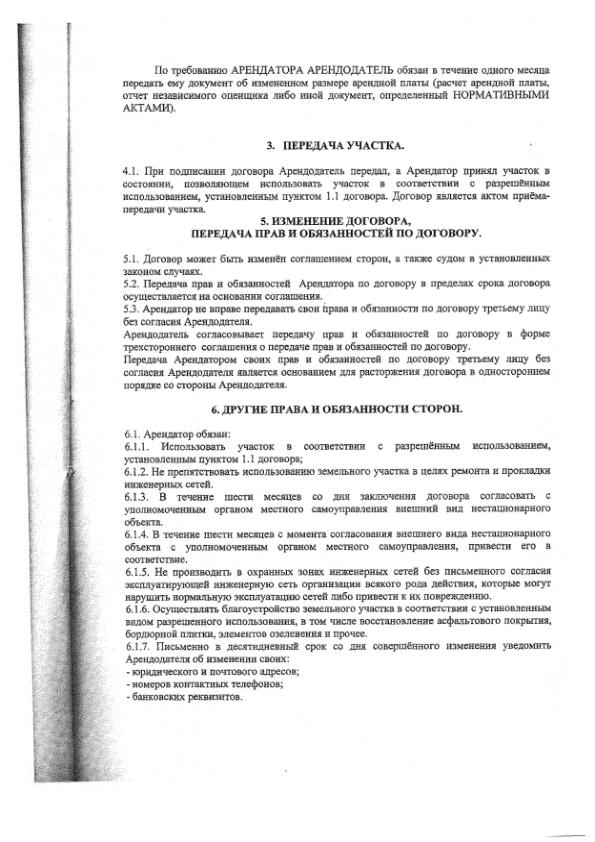 По требованию АРЕНДАТОРА АРЕНДОДАТЕЛЬ обязан в течение одного месяца
передать ему документ об измененном размере арендной платы (расчет арендной платы,
отчет независимого оценщика либо иной документ, определенный НОРМАТИВНЫМИ
АКТАМИ).
3. ПЕРЕДАЧА УЧАСТКА.
4.1. При подписании договора Арендодатель передал, а Арендатор принял участок в
состоянии, позволяющем использовать участок в соответствии с разрешённым
использованием, установленным пунктом 1.1 договора. Договор является актом приёма-
передачи участка.
5. ИЗМЕНЕНИЕ ДОГОВОРА,
ПЕРЕДАЧА ПРАВ И ОБЯЗАННОСТЕЙ ПО ДОГОВОРУ.
5.1. Договор может быть изменён соглашением сторон, а также судом в установленных
законом случаях.
5.2. Передача прав и обязанностей Арендатора по договору в пределах срока договора
осуществляется на основании соглашения.
5.3. Арендатор не вправе передавать свои права и обязанности по договору третьему лицу
без согласия Арендодателя.
Арендодатель согласовывает передачу прав и обязанностей по договору в форме
трехстороннего соглашения о передаче прав и обязанностей по договору.
Передача Арендатором своих прав и обязанностей по договору третьему лицу без
согласия Арендодателя является основанием для расторжения договора в одностороннем
порядке со стороны Арендодателя.
6. ДРУГИЕ ПРАВА И ОБЯЗАННОСТИ СТОРОН.
6.1. Арендатор обязан:
6.1.1. Использовать участок в соответствии с разрешённым использованием,
установленным пунктом 1.1 договора;
6.1.2. Не препятствовать использованию земельного участка в целях ремонта и прокладки
инженерных сетей.
6.1.3. В течение шести месяцев со дня заключения договора согласовать с
уполномоченным органом местного самоуправления внешний вид нестационарного
объекта.
6.1.4. В течение шести месяцев с момента согласования внешнего вида нестационарного
объекта с уполномоченным органом местного самоуправления, привести его в
соответствие.
6.1.5. Не производить в охранных зонах инженерных сетей без письменного согласия
эксплуатирующей инженерную сеть организации всякого рода действия, которые могут
нарушить нормальную эксплуатацию сетей либо привести к их повреждению.
6.1.6. Осуществлять благоустройство земельного участка в соответствии с установленным
видом разрешенного использования, в том числе восстановление асфальтового покрытия,
бордюрной плитки, элементов озеленения и прочее.
6.1.7. Письменно в десятидневный срок со дня совершённого изменения уведомить
Арендодателя об изменении своих:
- юридического и почтового адресов;
- номеров контактных телефонов;
- банковских реквизитов.